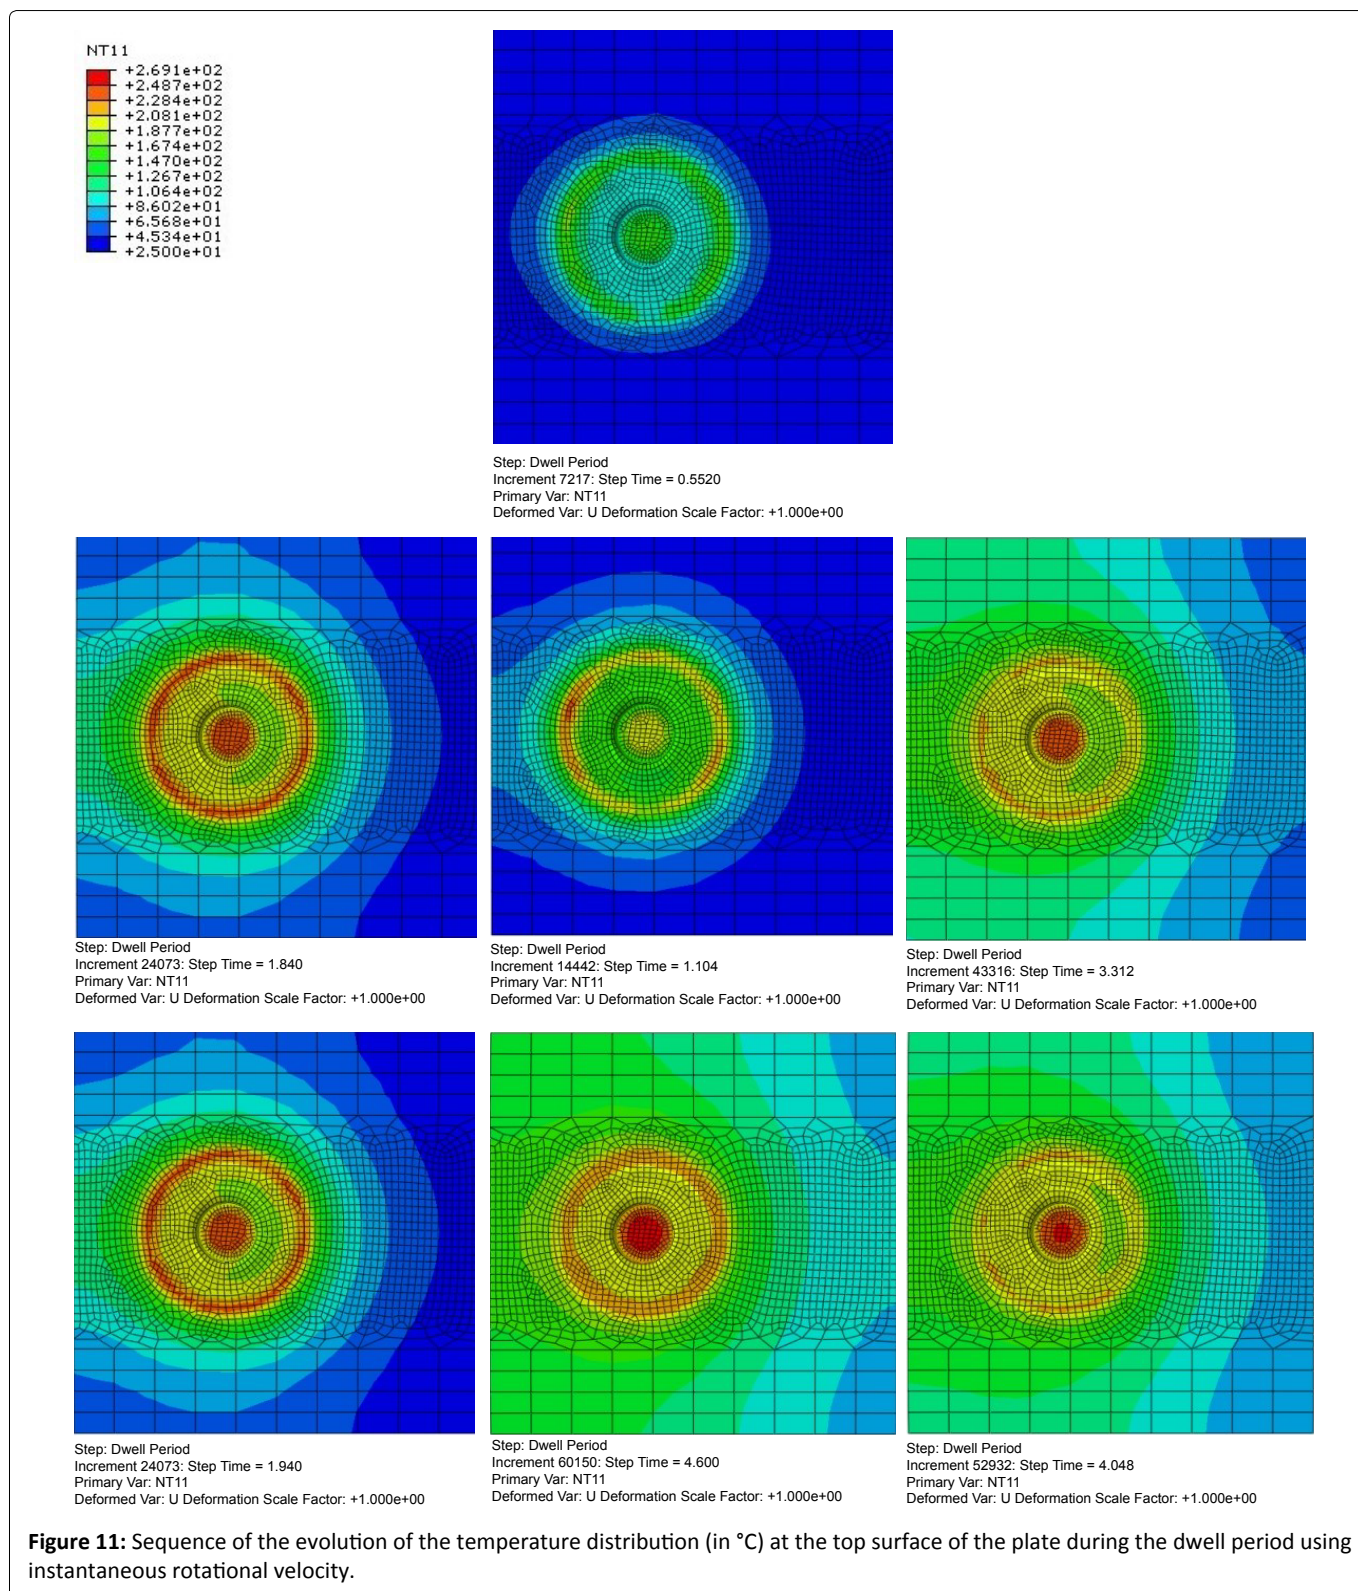 NT11
+2.691e+02
+2.487e+02
+2.284e+02
+2.081e+02
+1.877e+02
+1.674e+02
+1.470e+02
+1.267e+02
+1.064e+02
+8.602e+01
+6.568e+01
+4.534e+01
+2.500e+01
Step: Dwell Period
Increment 7217: Step Time = 0.5520
Primary Var: NT11
Deformed Var: U Deformation Scale Factor: +1.000e+00
Step: Dwell Period
Increment 24073: Step Time = 1.840
Primary Var: NT11
Deformed Var: U Deformation Scale Factor: +1.000e+00
Step: Dwell Period
Increment 14442: Step Time = 1.104
Primary Var: NT11
Deformed Var: U Deformation Scale Factor: +1.000e+00
Step: Dwell Period
Increment 43316: Step Time = 3.312
Primary Var: NT11
Deformed Var: U Deformation Scale Factor: +1.000e+00
Step: Dwell Period
Increment 24073: Step Time = 1.940
Primary Var: NT11
Deformed Var: U Deformation Scale Factor: +1.000e+00
Step: Dwell Period
Increment 60150: Step Time = 4.600
Primary Var: NT11
Deformed Var: U Deformation Scale Factor: +1.000e+00
Step: Dwell Period
Increment 52932: Step Time = 4.048
Primary Var: NT11
Deformed Var: U Deformation Scale Factor: +1.000e+00
Figure 11: Sequence of the evolution of the temperature distribution (in °C) at the top surface of the plate during the dwell period using
instantaneous rotational velocity.